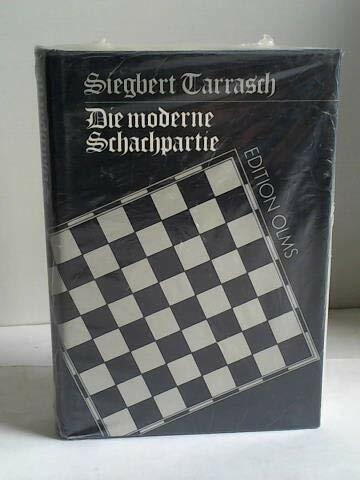 Siegbert Tarrasch
Die moderne
Schachpartie
EDITION OLMS